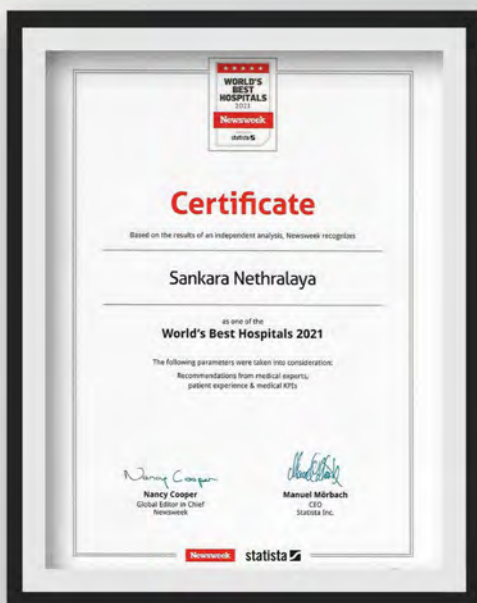 WORLD'S
BEST
HOSPITALS
2021
Newsweek
statista
Certificate
Based on the results of an independent analysis, Newsweek recognizes
Sankara Nethralaya
as one of the
World's Best Hospitals 2021
The following parameters were taken into consideration:
Recommendations from medical experts,
patient experience & medical KPIs
Nancy Cooper
Nancy Cooper
Global Editor in Chief
Newsweek
Manuel Mörbach
CEO
Statista Inc.
Newsweek statista